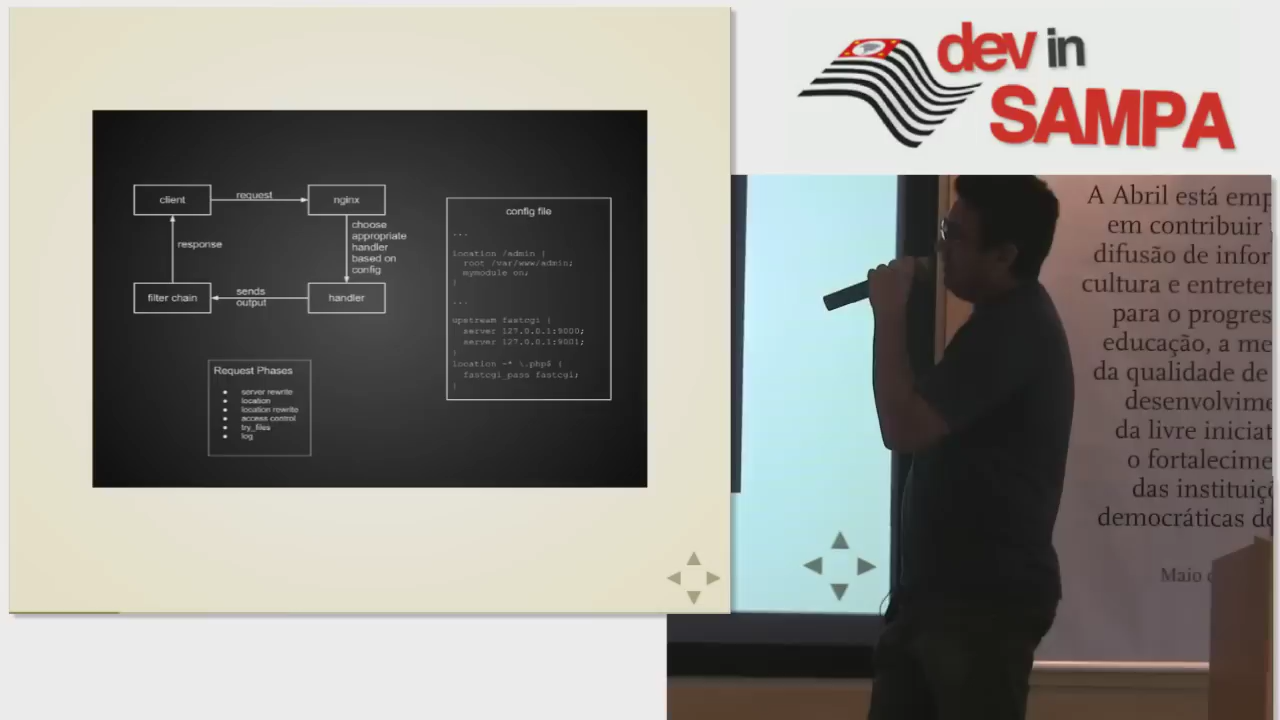 client
request
nginx
choose
appropriate
handler
based on
config
response
filter chain
sends
output
handler
Request Phases
server rewrite
location
location rewrite
access control
try_files
log
config file
...
location /admin {
root /var/www/admin;
mymodule on;
}
...
upstream fastcgi {
server 127.0.0.1:9000;
server 127.0.0.1:9001;
}
location ~* \.php$ {
fastcgi_pass fastcgi;
}
dev in
SAMPA
A Abril está emp
em contribuir
difusão de infor
cultura e entreter
para o progres
educação, a me
da qualidade de
desenvolvime
da livre iniciat
o fortalecime
das instituiçõ
democráticas do
Maio